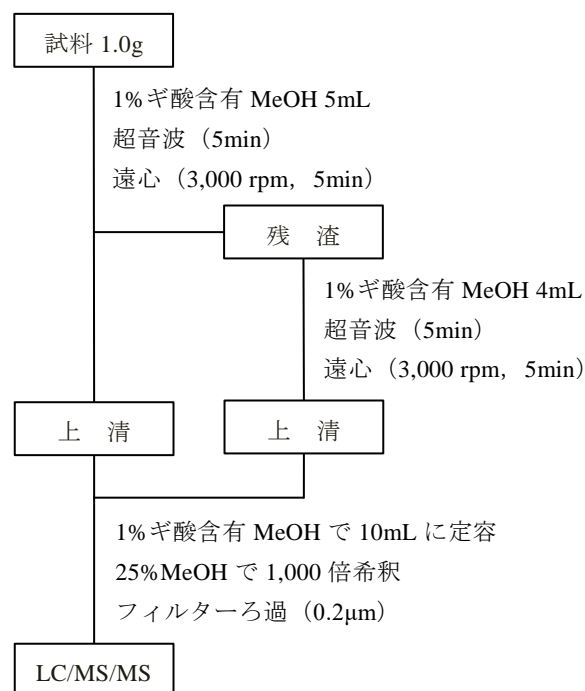 試料 1.0g
1%ギ酸含有 MeOH 5mL
超音波（5min）
遠心（3,000 rpm，5min）
残　渣
1%ギ酸含有 MeOH 4mL
超音波（5min）
遠心（3,000 rpm，5min）
上　清
上　清
1%ギ酸含有 MeOH で 10mL に定容
25%MeOH で 1,000 倍希釈
フィルターろ過（0.2μm）
LC/MS/MS